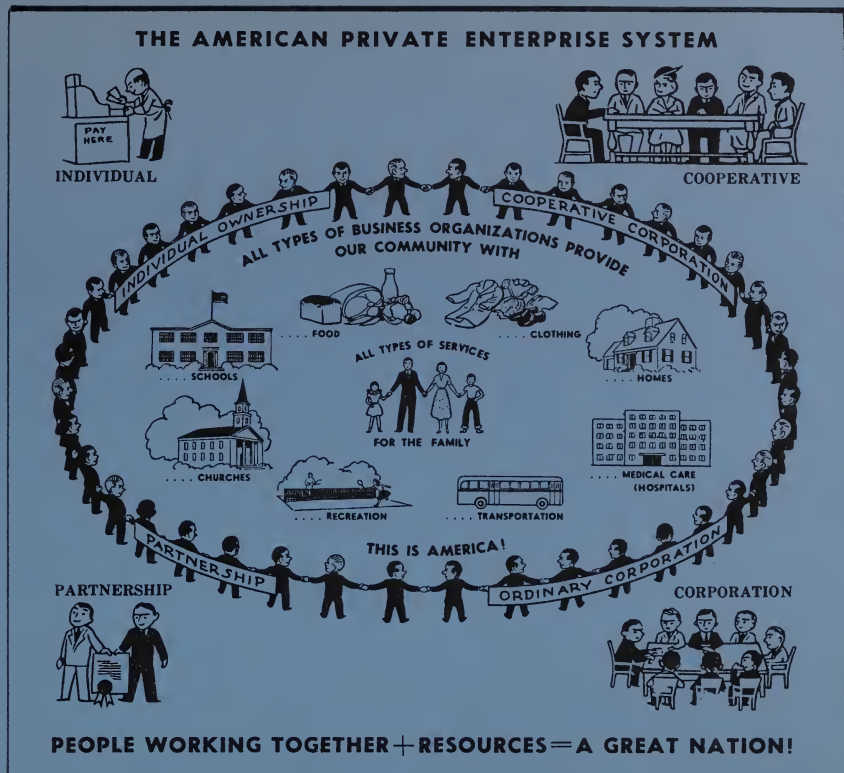 THE AMERICAN PRIVATE ENTERPRISE SYSTEM
PAY
HERE
INDIVIDUAL
COOPERATIVE
INDIVIDUAL OWNERSHIP
COOPERATIVE CORPORATION
ALL TYPES OF BUSINESS ORGANIZATIONS PROVIDE
OUR COMMUNITY WITH
.... FOOD
.... CLOTHING
.... SCHOOLS
ALL TYPES OF SERVICES
.... HOMES
FOR THE FAMILY
.... CHURCHES
.... MEDICAL CARE
(HOSPITALS)
.... RECREATION
.... TRANSPORTATION
THIS IS AMERICA!
PARTNERSHIP
ORDINARY CORPORATION
PARTNERSHIP
CORPORATION
PEOPLE WORKING TOGETHER+RESOURCES=A GREAT NATION!